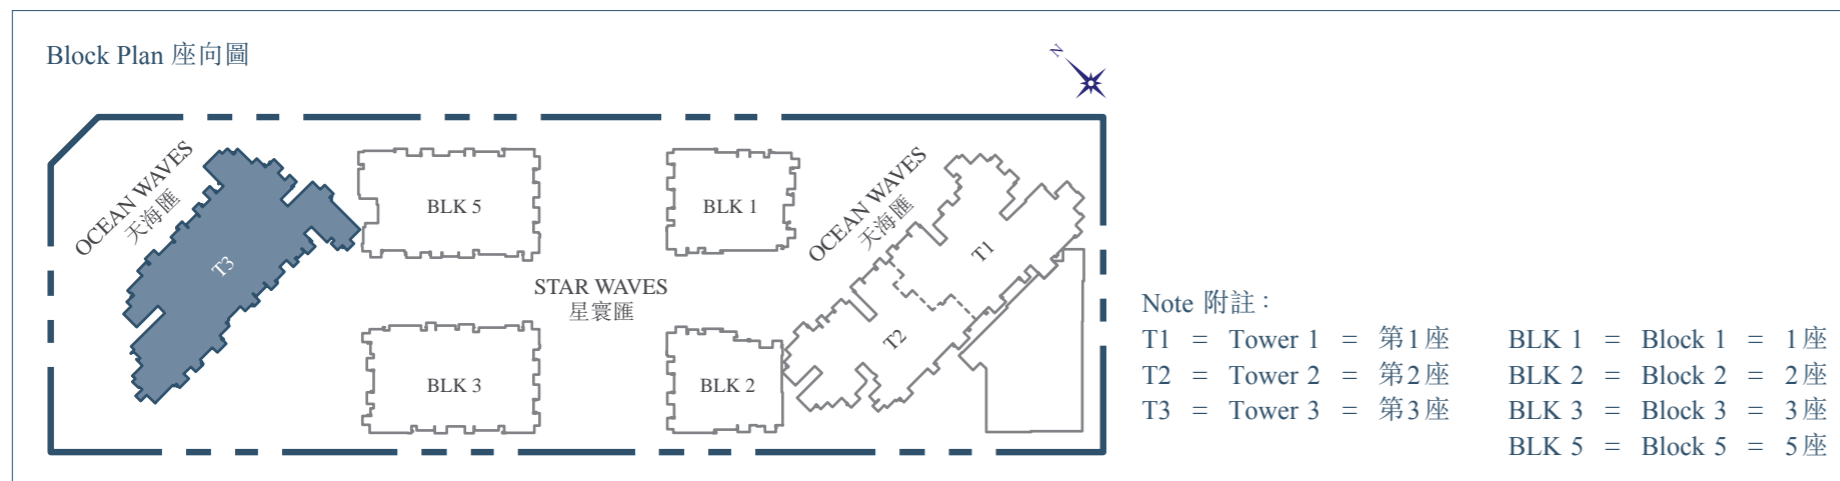 Block Plan 座向圖
N
OCEAN WAVES
天海匯
T3
BLK 5
BLK 1
OCEAN WAVES
天海匯
T1
STAR WAVES
星寰匯
T2
BLK 3
BLK 2
Note 附註：
T1 = Tower 1 = 第1座 BLK 1 = Block 1 = 1座
T2 = Tower 2 = 第2座 BLK 2 = Block 2 = 2座
T3 = Tower 3 = 第3座 BLK 3 = Block 3 = 3座
BLK 5 = Block 5 = 5座